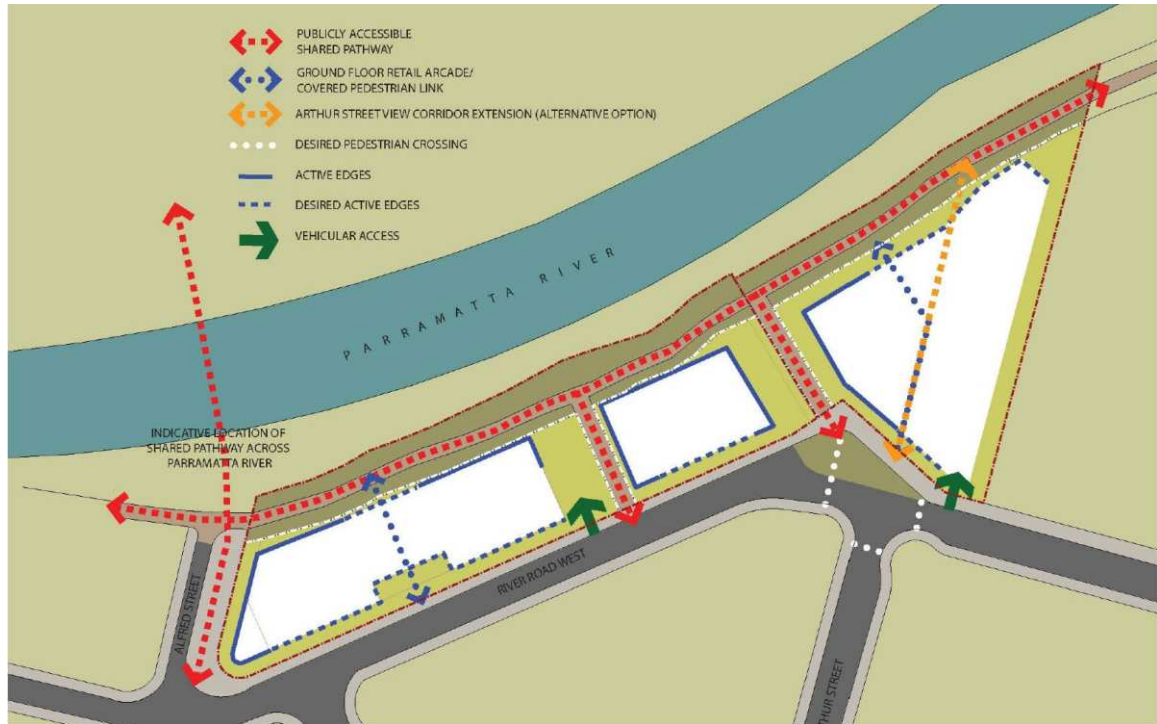 PUBLICLY ACCESSIBLE
SHARED PATHWAY
GROUND FLOOR RETAIL ARCADE/
COVERED PEDESTRIAN LINK
ARTHUR STREET VIEW CORRIDOR EXTENSION (ALTERNATIVE OPTION)
DESIRED PEDESTRIAN CROSSING
ACTIVE EDGES
DESIRED ACTIVE EDGES
VEHICULAR ACCESS
PARRAMATTA RIVER
INDICATIVE LOCATION OF
SHARED PATHWAY ACROSS
PARRAMATTA RIVER
ALFRED STREET
RIVER ROAD WEST
THUR STREET